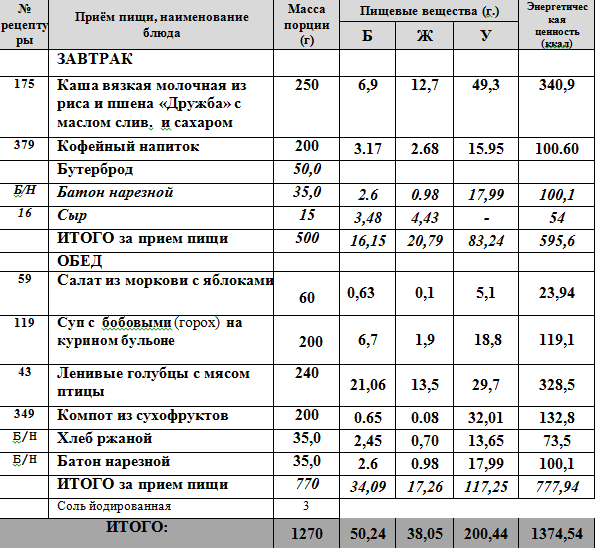 № рецептуры Приём пищи, наименование блюда Масса порции (г) Пищевые вещества (г.) Энергетическая ценность (ккал)
Б Ж У
ЗАВТРАК
175 Каша вязкая молочная из риса и пшена «Дружба» с маслом слив. и сахаром 250 6,9 12,7 49,3 340,9
379 Кофейный напиток 200 3.17 2.68 15.95 100.60
Бутерброд 50,0
Б/Н Батон нарезной 35,0 2.6 0.98 17,99 100,1
16 Сыр 15 3,48 4,43 - 54
ИТОГО за прием пищи 500 16,15 20,79 83,24 595,6
ОБЕД
59 Салат из моркови с яблоками 60 0,63 0,1 5,1 23,94
119 Суп с бобовыми (горох) на курином бульоне 200 6,7 1,9 18,8 119,1
43 Ленивые голубцы с мясом птицы 240 21,06 13,5 29,7 328,5
349 Компот из сухофруктов 200 0.65 0.08 32,01 132,8
Б/Н Хлеб ржаной 35,0 2,45 0,70 13,65 73,5
Б/Н Батон нарезной 35,0 2.6 0.98 17,99 100,1
ИТОГО за прием пищи 770 34,09 17,26 117,25 777,94
Соль йодированная 3
ИТОГО: 1270 50,24 38,05 200,44 1374,54